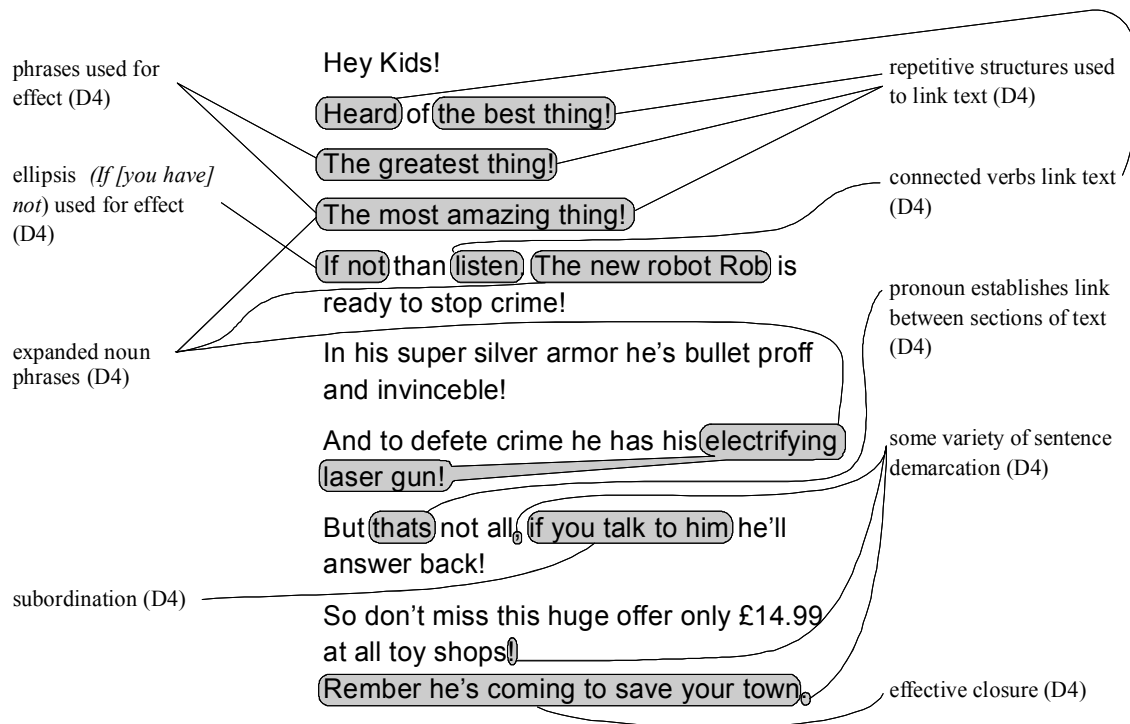 phrases used for
effect (D4)
ellipsis (If [you have]
not) used for effect
(D4)
expanded noun
phrases (D4)
subordination (D4)
Hey Kids!
Heard of the best thing!
The greatest thing!
The most amazing thing!
If not than listen. The new robot Rob is
ready to stop crime!
In his super silver armor he's bullet proff
and invinceble!
And to defete crime he has his electrifying
laser gun!
But thats not all, if you talk to him he'll
answer back!
So don't miss this huge offer only £14.99
at all toy shops!
Rember he's coming to save your town.
repetitive structures used
to link text (D4)
connected verbs link text
(D4)
pronoun establishes link
between sections of text
(D4)
some variety of sentence
demarcation (D4)
effective closure (D4)